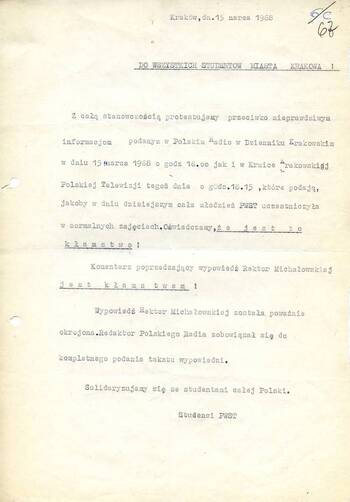 Kraków,dn.15 marca 1968
6/C
62
DO WSZYSTKICH STUDENTÓW MIASTA KRAKOWA !
Z całą stanowczością protestujemy przeciwko nieprawdziwym
informacjom podanym w Polskim Radio w Dzienniku Krakowskim
w dniu 15 marca 1968 o godz 18.oo jak i w Kronice Krakowskiej
Polskiej Telewizji tegoż dnia o godz.18.15 ,które podają,
jakoby w dniu dzisiejszym cała młodzież PWST uczestniczyła
w normalnych zajęciach.Oświadczamy,że jest to
kłamstwo!
Komentarz poprzedzający wypowiedź Rektor Michałowskiej
jest kłamstwem !
Wypowiedź Rektor Michałowskiej została poważnie
okrojona.Redaktor Polskiego Radia zobowiązał się do
kompletnego podania tekstu wypowiedzi.
Solidaryzujemy się ze studentami całej Polski.
Studenci PWST